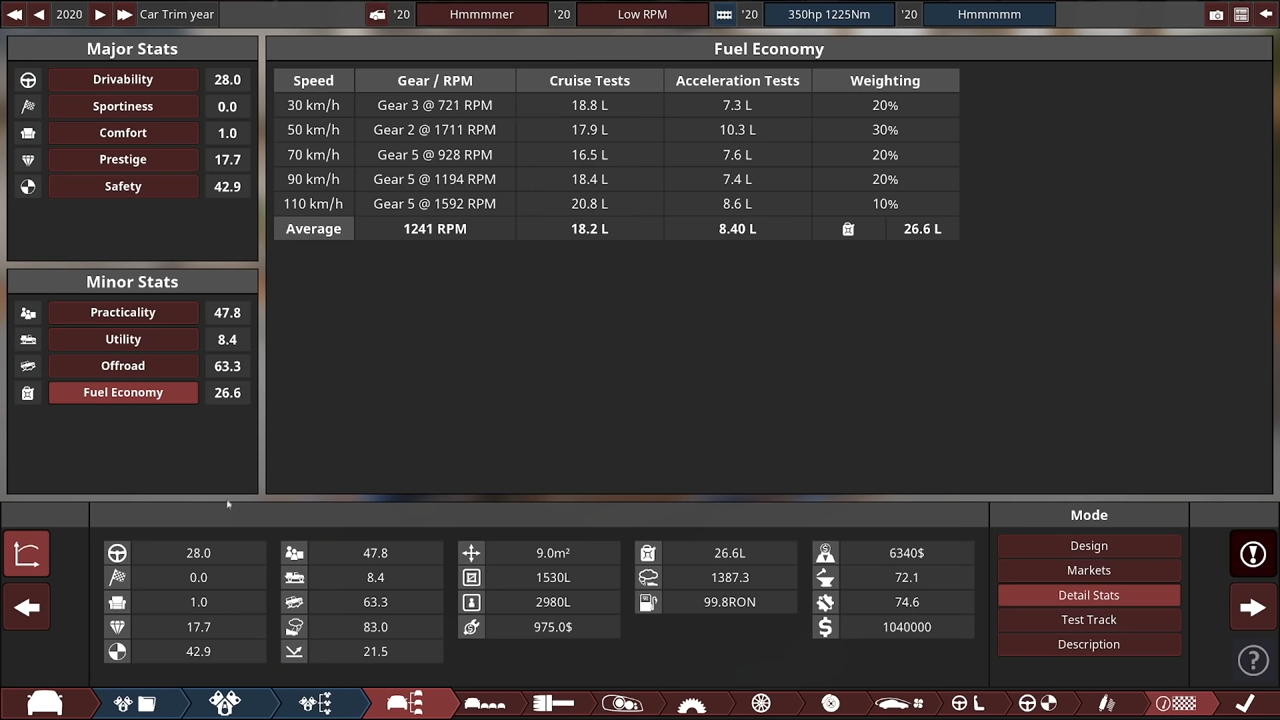 2020 Car Trim year '20 Hmmmmer '20 Low RPM '20 350hp 1225Nm '20 Hmmmmm
Major Stats
Drivability 28.0
Sportiness 0.0
Comfort 1.0
Prestige 17.7
Safety 42.9
Minor Stats
Practicality 47.8
Utility 8.4
Offroad 63.3
Fuel Economy 26.6
Fuel Economy
Speed Gear / RPM Cruise Tests Acceleration Tests Weighting
30 km/h Gear 3 @ 721 RPM 18.8 L 7.3 L 20%
50 km/h Gear 2 @ 1711 RPM 17.9 L 10.3 L 30%
70 km/h Gear 5 @ 928 RPM 16.5 L 7.6 L 20%
90 km/h Gear 5 @ 1194 RPM 18.4 L 7.4 L 20%
110 km/h Gear 5 @ 1592 RPM 20.8 L 8.6 L 10%
Average 1241 RPM 18.2 L 8.40 L 26.6 L
28.0 47.8 9.0m² 26.6L 6340$
0.0 8.4 1530L 1387.3 72.1
1.0 63.3 2980L 99.8RON 74.6
17.7 83.0 975.0$ 1040000
42.9 21.5
Mode
Design
Markets
Detail Stats
Test Track
Description